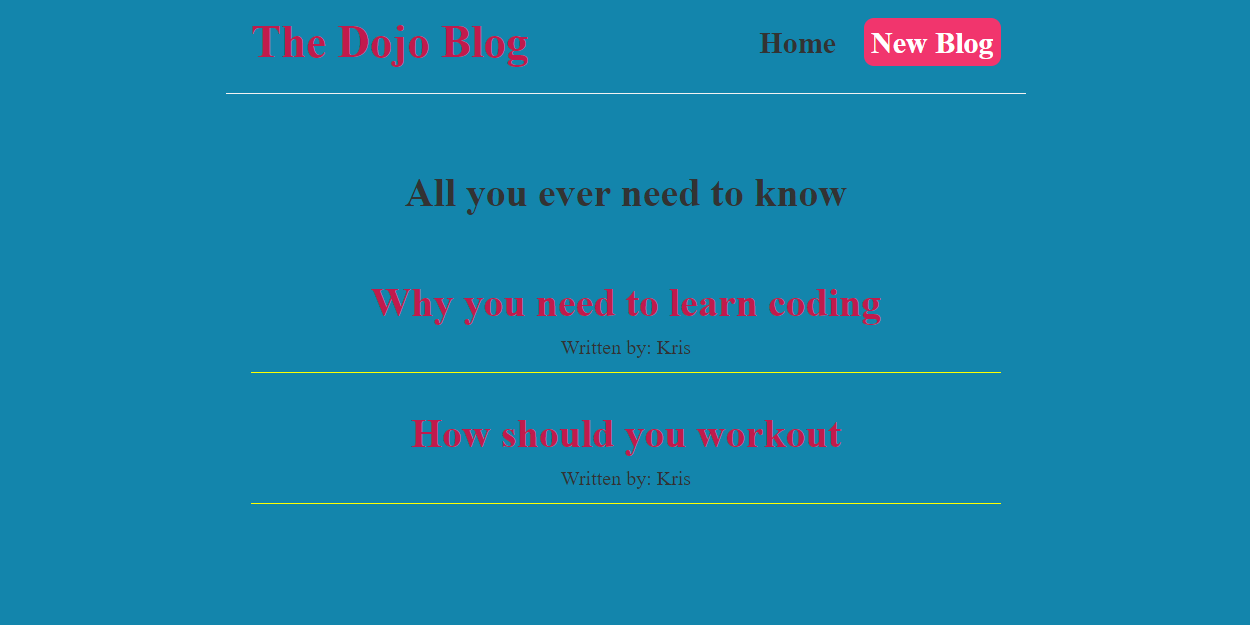 The Dojo Blog
Home
New Blog
All you ever need to know
Why you need to learn coding
Written by: Kris
How should you workout
Written by: Kris